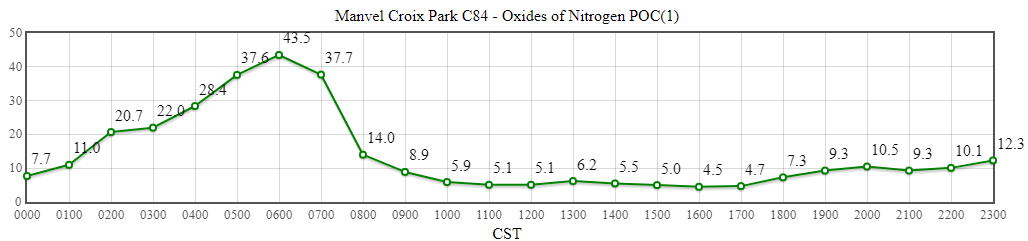 Manvel Croix Park C84 - Oxides of Nitrogen POC(1)
50
40
30
20
10
0
7.7 11.0 20.7 22.0 28.4 37.6 43.5 37.7 14.0 8.9 5.9 5.1 5.1 6.2 5.5 5.0 4.5 4.7 7.3 9.3 10.5 9.3 10.1 12.3
0000 0100 0200 0300 0400 0500 0600 0700 0800 0900 1000 1100 1200 1300 1400 1500 1600 1700 1800 1900 2000 2100 2200 2300
CST